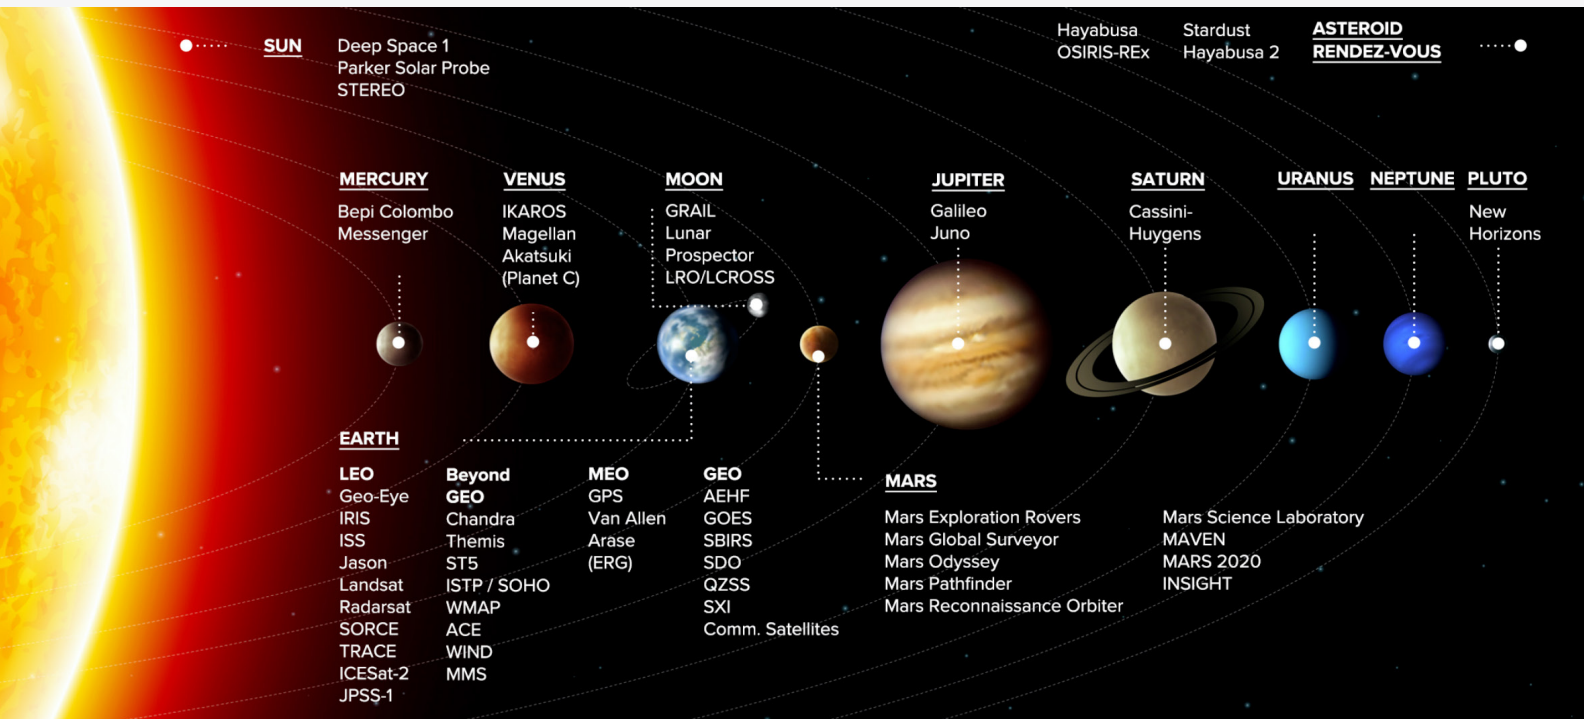 SUN
Deep Space 1
Parker Solar Probe
STEREO
Hayabusa
OSIRIS-REx
Stardust
Hayabusa 2
ASTEROID
RENDEZ-VOUS
MERCURY
Bepi Colombo
Messenger
VENUS
IKAROS
Magellan
Akatsuki
(Planet C)
MOON
GRAIL
Lunar
Prospector
LRO/LCROSS
JUPITER
Galileo
Juno
SATURN
Cassini-
Huygens
URANUS
NEPTUNE
PLUTO
New
Horizons
EARTH
LEO
Geo-Eye
IRIS
ISS
Jason
Landsat
Radarsat
SORCE
TRACE
ICESat-2
JPSS-1
Beyond
GEO
Chandra
Themis
ST5
ISTP / SOHO
WMAP
ACE
WIND
MMS
MEO
GPS
Van Allen
Arase
(ERG)
GEO
AEHF
GOES
SBIRS
SDO
QZSS
SXI
Comm. Satellites
MARS
Mars Exploration Rovers
Mars Global Surveyor
Mars Odyssey
Mars Pathfinder
Mars Reconnaissance Orbiter
Mars Science Laboratory
MAVEN
MARS 2020
INSIGHT